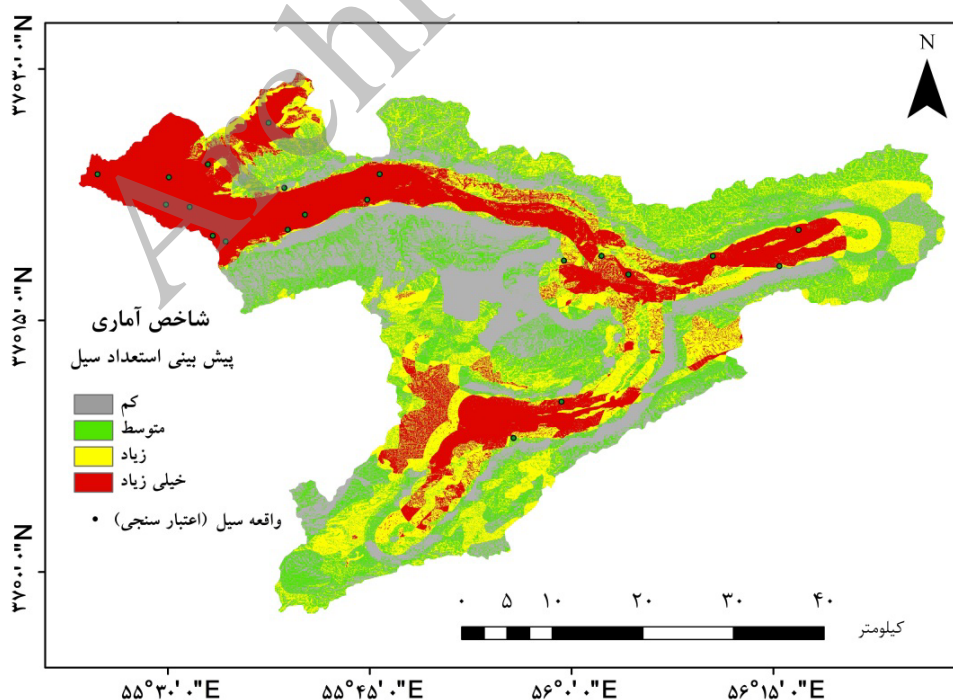 Archi
N
۳۷°۳۰'۰"N
۳۷°۱۵'۰"N
۳۷°۰'۰"N
شاخص آماری
پیش بینی استعداد سیل
کم
متوسط
زیاد
خیلی زیاد
واقعه سیل (اعتبار سنجی)
۰ ۵ ۱۰ ۲۰ ۳۰ ۴۰
کیلومتر
۵۵°۳۰'۰"E ۵۵°۴۵'۰"E ۵۶°۰'۰"E ۵۶°۱۵'۰"E